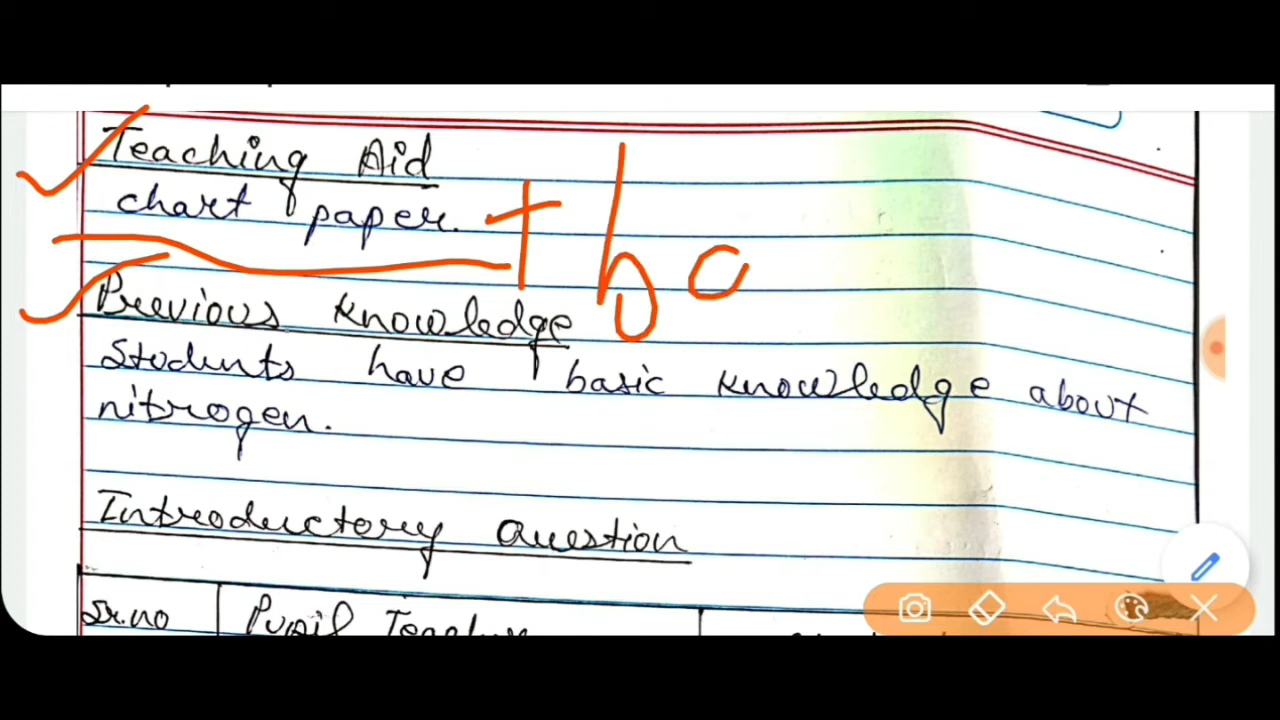 Teaching Aid
chart paper. + bo
Previous knowledge
Students have basic knowledge about
nitrogen.
Introductory Question
Sr.no Pupil Teacher